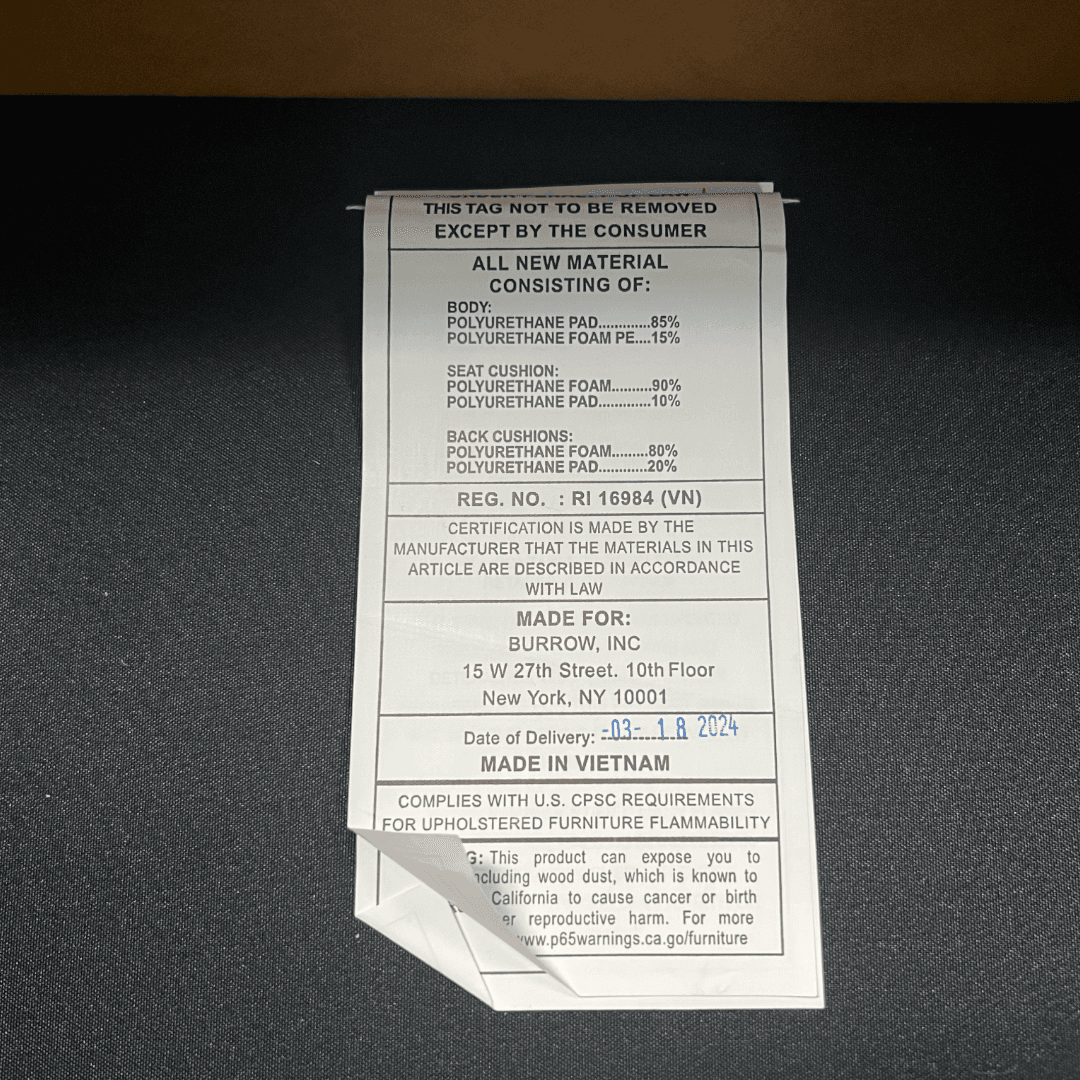 UNDER PENALTY OF LAW
THIS TAG NOT TO BE REMOVED
EXCEPT BY THE CONSUMER
ALL NEW MATERIAL
CONSISTING OF:
BODY:
POLYURETHANE PAD.............85%
POLYURETHANE FOAM PE....15%
SEAT CUSHION:
POLYURETHANE FOAM..........90%
POLYURETHANE PAD.............10%
BACK CUSHIONS:
POLYURETHANE FOAM.........80%
POLYURETHANE PAD............20%
REG. NO. : RI 16984 (VN)
CERTIFICATION IS MADE BY THE
MANUFACTURER THAT THE MATERIALS IN THIS
ARTICLE ARE DESCRIBED IN ACCORDANCE
WITH LAW
MADE FOR:
BURROW, INC
15 W 27th Street. 10th Floor
New York, NY 10001
Date of Delivery: -03- 18 2024
MADE IN VIETNAM
COMPLIES WITH U.S. CPSC REQUIREMENTS
FOR UPHOLSTERED FURNITURE FLAMMABILITY
G: This product can expose you to
ncluding wood dust, which is known to
California to cause cancer or birth
er reproductive harm. For more
www.p65warnings.ca.go/furniture